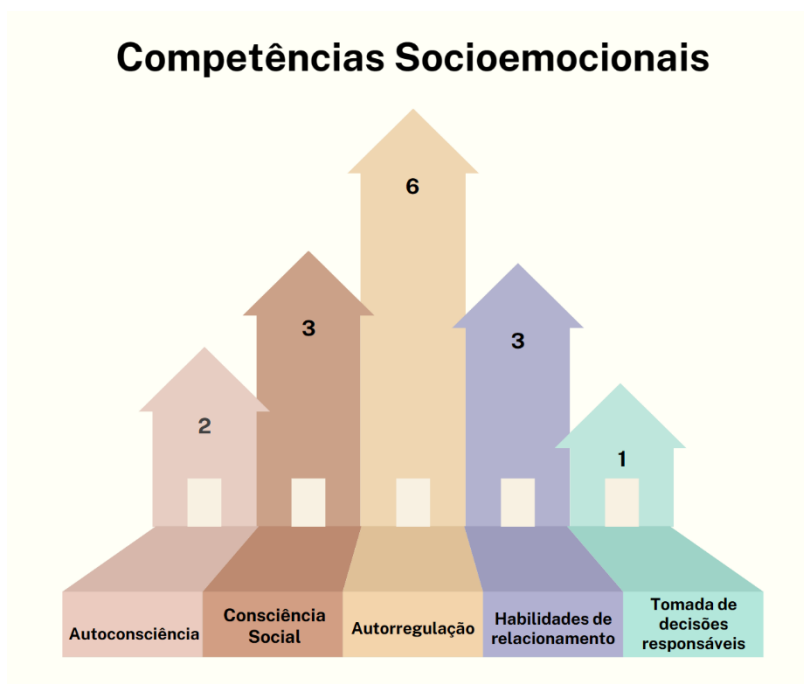 Competências Socioemocionais
6
3
3
2
1
Autoconsciência
Consciência
Social
Autorregulação
Habilidades de
relacionamento
Tomada de
decisões
responsáveis